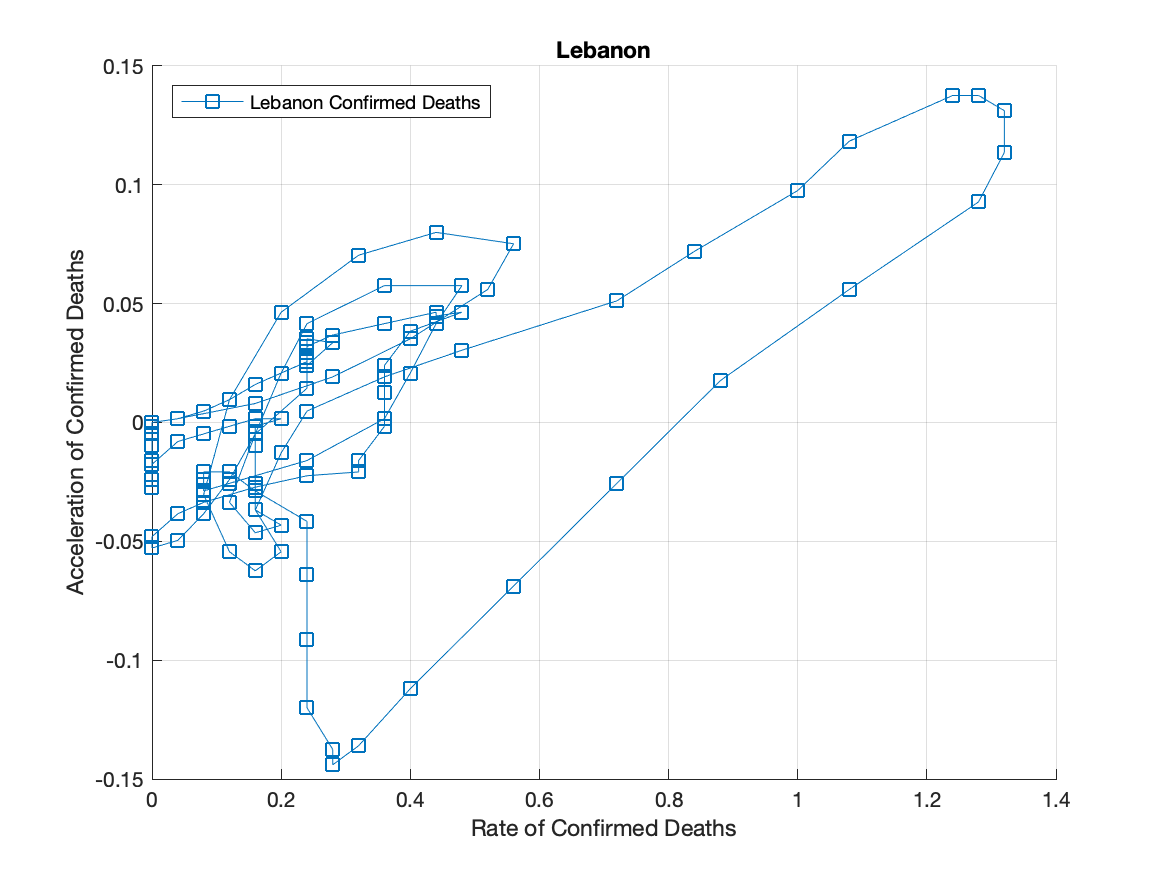 Lebanon
Lebanon Confirmed Deaths
Acceleration of Confirmed Deaths
0.15
0.1
0.05
0
-0.05
-0.1
-0.15
0 0.2 0.4 0.6 0.8 1 1.2 1.4
Rate of Confirmed Deaths